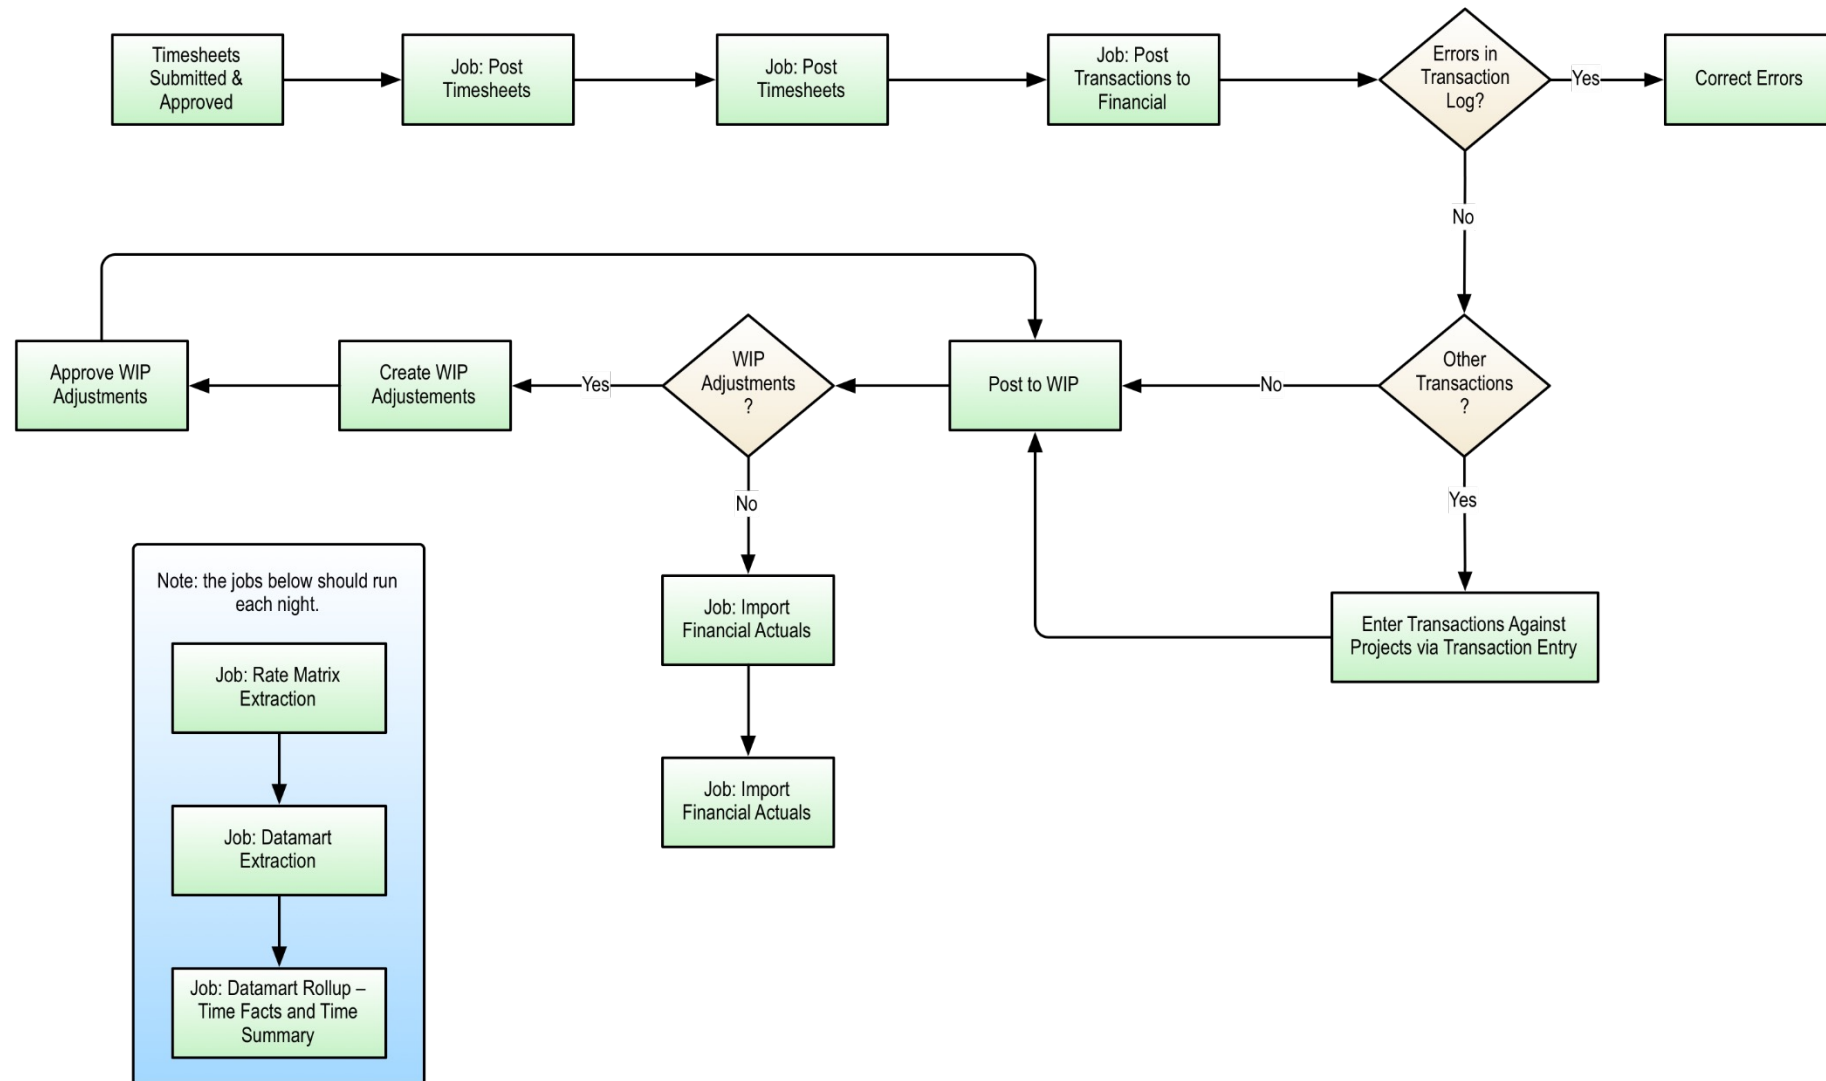 Timesheets
Submitted &
Approved
Job: Post
Timesheets
Job: Post
Timesheets
Job: Post
Transactions to
Financial
Errors in
Transaction
Log?
Yes
Correct Errors
No
Approve WIP
Adjustments
Create WIP
Adjustements
Yes
WIP
Adjustments
?
Post to WIP
No
Other
Transactions
?
No
Yes
Note: the jobs below should run
each night.
Job: Import
Financial Actuals
Enter Transactions Against
Projects via Transaction Entry
Job: Rate Matrix
Extraction
Job: Import
Financial Actuals
Job: Datamart
Extraction
Job: Datamart Rollup –
Time Facts and Time
Summary